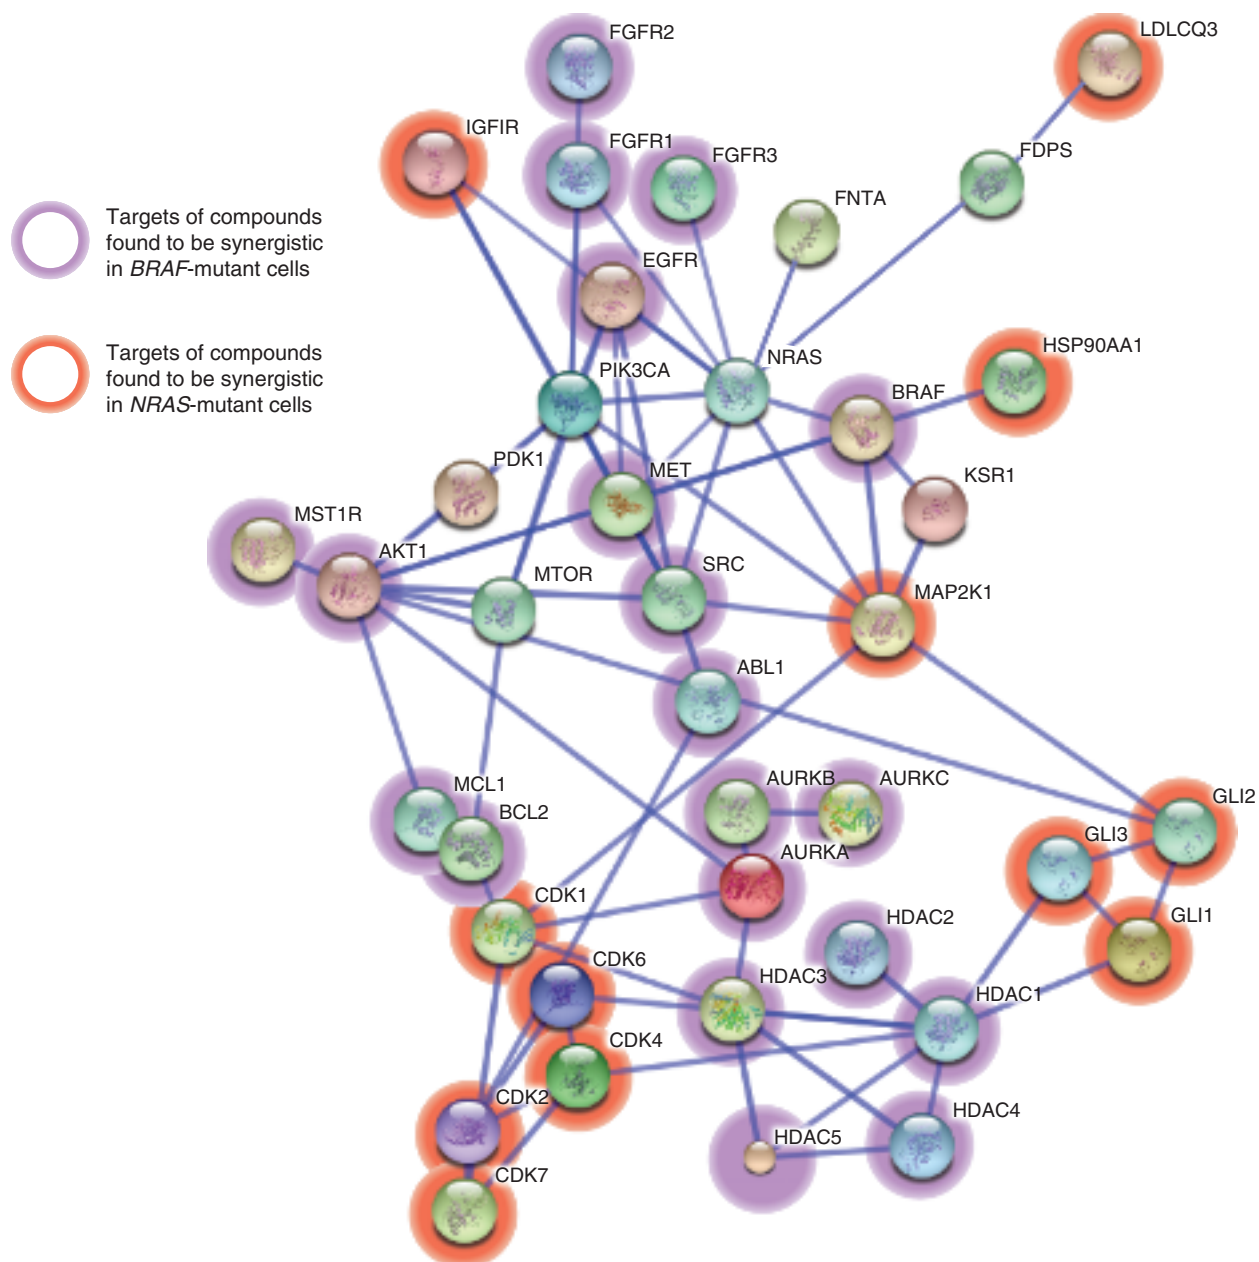 FGFR2
LDLCQ3
IGFIR
FGFR1
FGFR3
FDPS
FNTA
Targets of compounds
found to be synergistic
in BRAF-mutant cells
EGFR
Targets of compounds
found to be synergistic
in NRAS-mutant cells
HSP90AA1
NRAS
PIK3CA
BRAF
PDK1
MET
KSR1
MST1R
AKT1
MTOR
SRC
MAP2K1
ABL1
MCL1
AURKB
AURKC
BCL2
GLI2
GLI3
AURKA
CDK1
HDAC2
GLI1
CDK6
HDAC3
HDAC1
CDK4
CDK2
HDAC4
HDAC5
CDK7